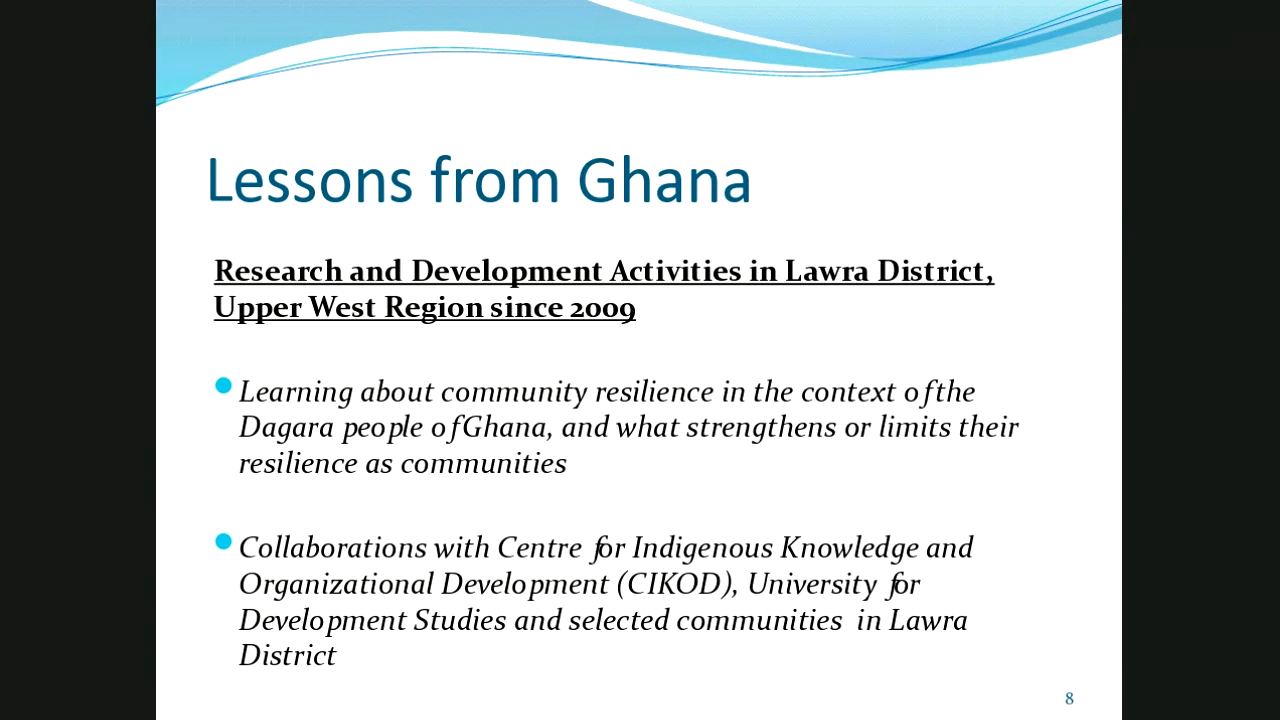 Lessons from Ghana
Research and Development Activities in Lawra District,
Upper West Region since 2009
Learning about community resilience in the context of the
Dagara people of Ghana, and what strengthens or limits their
resilience as communities
Collaborations with Centre for Indigenous Knowledge and
Organizational Development (CIKOD), University for
Development Studies and selected communities in Lawra
District
8